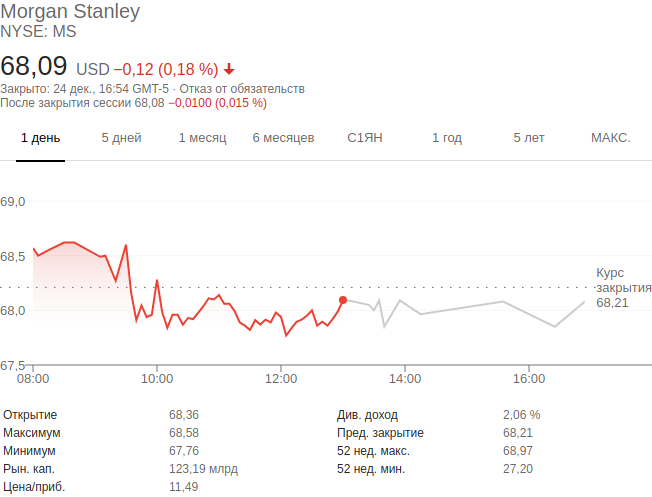 Morgan Stanley
NYSE: MS
68,09 USD −0,12 (0,18 %)
Закрыто: 24 дек., 16:54 GMT-5 · Отказ от обязательств
После закрытия сессии 68,08 −0,0100 (0,015 %)
1 день 5 дней 1 месяц 6 месяцев С1ЯН 1 год 5 лет МАКС.
69,0
68,5
Курс
закрытия
68,21
68,0
67,5
08:00 10:00 12:00 14:00 16:00
Открытие 68,36 Див. доход 2,06 %
Максимум 68,58 Пред. закрытие 68,21
Минимум 67,76 52 нед. макс. 68,97
Рын. кап. 123,19 млрд 52 нед. мин. 27,20
Цена/приб. 11,49